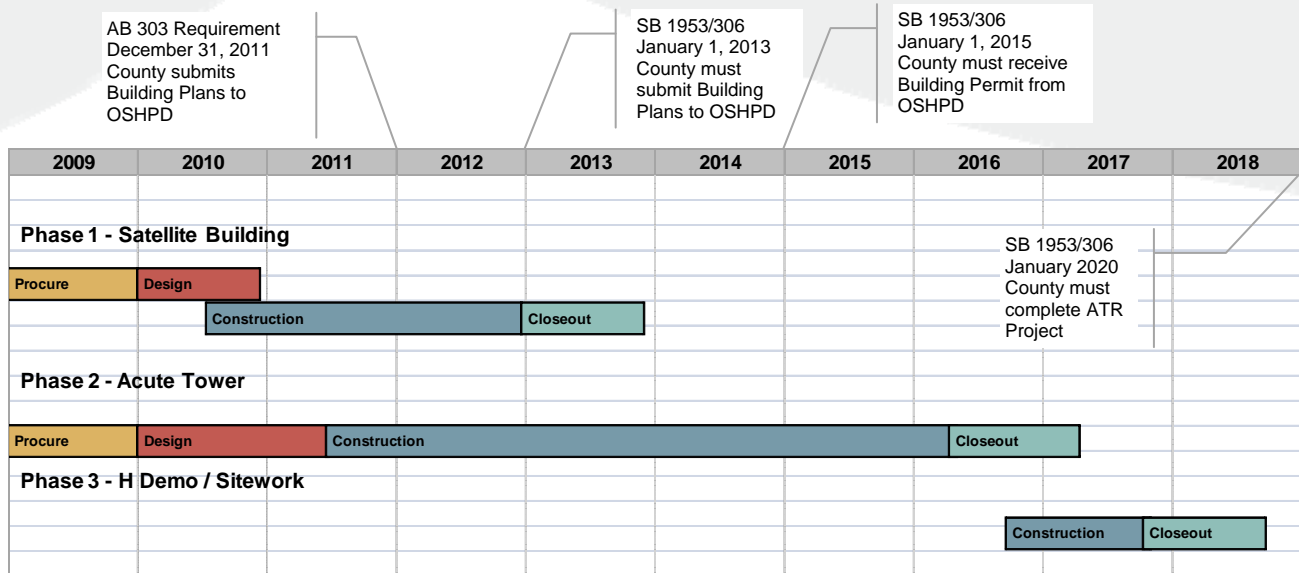 AB 303 Requirement
December 31, 2011
County submits
Building Plans to
OSHPD
SB 1953/306
January 1, 2013
County must
submit Building
Plans to OSHPD
SB 1953/306
January 1, 2015
County must receive
Building Permit from
OSHPD
2009 2010 2011 2012 2013 2014 2015 2016 2017 2018
Phase 1 - Satellite Building
SB 1953/306
January 2020
County must
complete ATR
Project
Procure Design
Construction Closeout
Phase 2 - Acute Tower
Procure Design Construction Closeout
Phase 3 - H Demo / Sitework
Construction Closeout